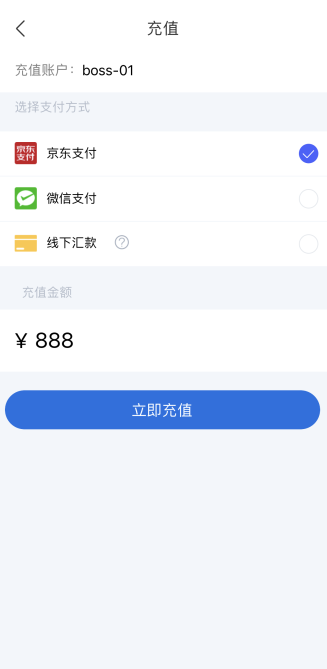 充值
充值账户：boss-01
选择支付方式
京东支付 京东支付
微信支付
线下汇款 ?
充值金额
¥ 888
立即充值